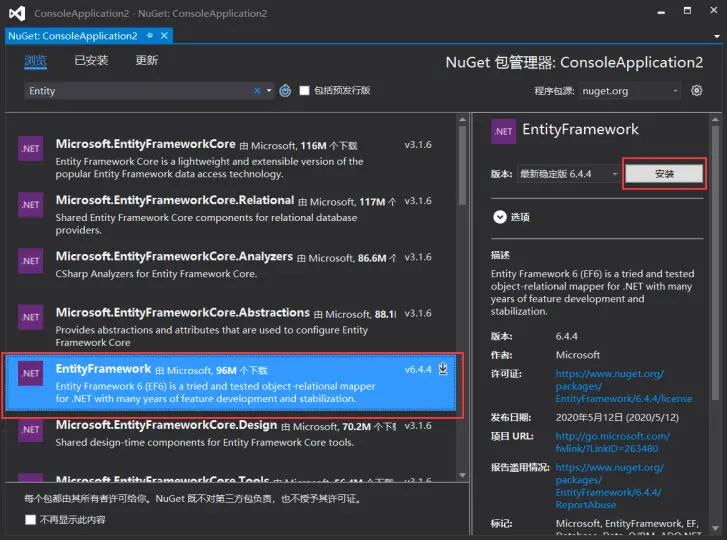 ConsoleApplication2 - NuGet: ConsoleApplication2
NuGet: ConsoleApplication2
浏览 已安装 更新
NuGet 包管理器: ConsoleApplication2
Entity
包括预发行版
程序包源: nuget.org
.NET
Microsoft.EntityFrameworkCore 由 Microsoft, 116M 个下载 v3.1.6
Entity Framework Core is a lightweight and extensible version of the
popular Entity Framework data access technology.
.NET
Microsoft.EntityFrameworkCore.Relational 由 Microsoft, 117M 个 v3.1.6
Shared Entity Framework Core components for relational database
providers.
.NET
Microsoft.EntityFrameworkCore.Analyzers 由 Microsoft, 86.6M 个 v3.1.6
CSharp Analyzers for Entity Framework Core.
.NET
Microsoft.EntityFrameworkCore.Abstractions 由 Microsoft, 88.1 v3.1.6
Provides abstractions and attributes that are used to configure Entity
Framework Core
.NET
EntityFramework 由 Microsoft, 96M 个下载 v6.4.4
Entity Framework 6 (EF6) is a tried and tested object-relational mapper
for .NET with many years of feature development and stabilization.
.NET
EntityFrameworkCore.Design 由 Microsoft, 70.2M 个下 v3.1.6
Shared design-time components for Entity Framework Core tools.
.NET
Microsoft.EntityFrameworkCore.Tools 由 Microsoft, 56.4M 个下载 v3.1.6
每个包都由其所有者许可给你。NuGet 既不对第三方包负责，也不授予其许可证。
不再显示此内容
.NET
EntityFramework
版本: 最新稳定版 6.4.4 安装
选项
描述
Entity Framework 6 (EF6) is a tried and tested
object-relational mapper for .NET with many
years of feature development and
stabilization.
版本: 6.4.4
作者: Microsoft
许可证: https://www.nuget.org/
packages/
EntityFramework/6.4.4/license
发布日期: 2020年5月12日 (2020/5/12)
项目 URL: http://go.microsoft.com/
fwlink/?LinkID=263480
报告滥用情况: https://www.nuget.org/
packages/
EntityFramework/6.4.4/
ReportAbuse
标记: Microsoft, EntityFramework, EF,
Database, Data, O/RM, ADO.NET